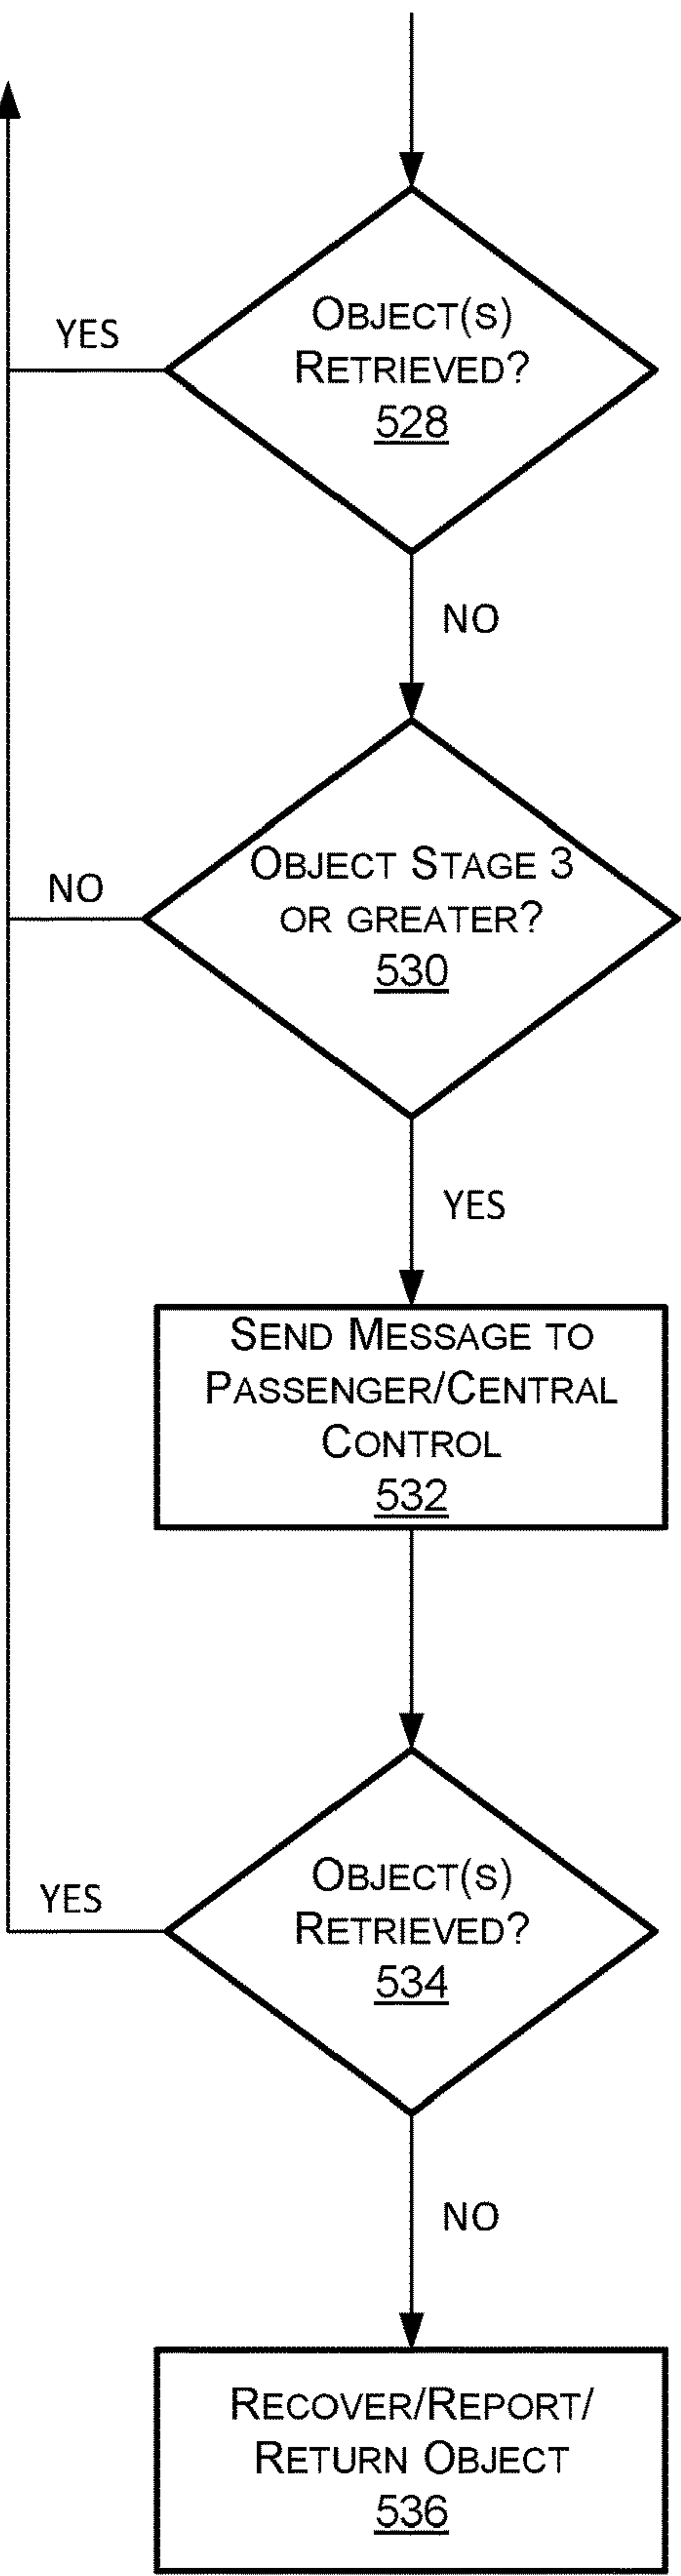 OBJECT(S)
RETRIEVED?
528
YES
NO
OBJECT STAGE 3
OR GREATER?
530
NO
YES
SEND MESSAGE TO
PASSENGER/CENTRAL
CONTROL
532
OBJECT(S)
RETRIEVED?
534
YES
NO
RECOVER/REPORT/
RETURN OBJECT
536